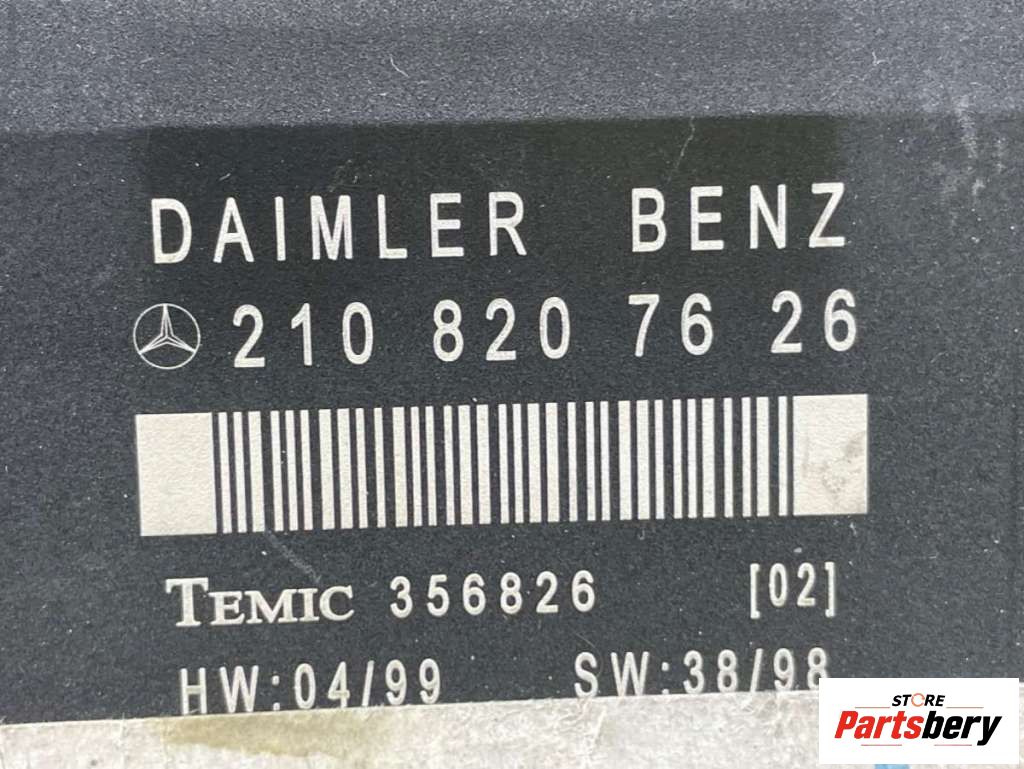 DAIMLER BENZ
210 820 76 26
TEMIC 356826 [02]
HW:04/99 SW:38/98
STORE
Partsbery